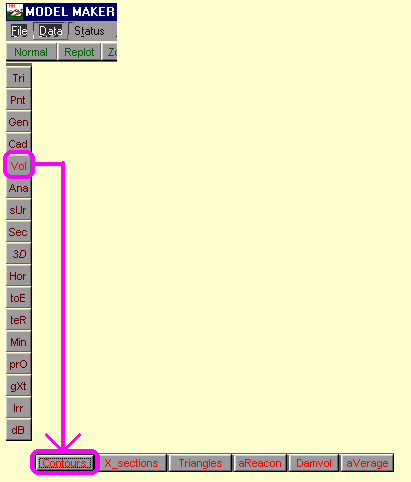 MODEL MAKER
File Data Status
Normal Replot
Tri
Pnt
Gen
Cad
Vol
Ana
sUr
Sec
3D
Hor
toE
teR
Min
prO
gXt
Irr
dB
Contours X_sections Triangles aReacon Damvol aVerage